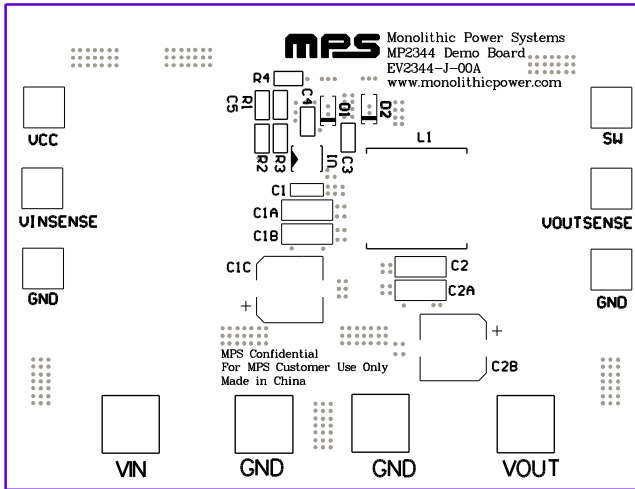 mps
Monolithic Power Systems
MP2344 Demo Board
EV2344-J-00A
www.monolithicpower.com
R4
C5
R1
C4
D1
D2
VCC
SW
R2
R3
U1
C3
L1
C1
VINSENSE
C1A
VOUTSENSE
C1B
C1C
C2
GND
C2A
GND
+
+
MPS Confidential
For MPS Customer Use Only
Made in China
C2B
VIN
GND
GND
VOUT